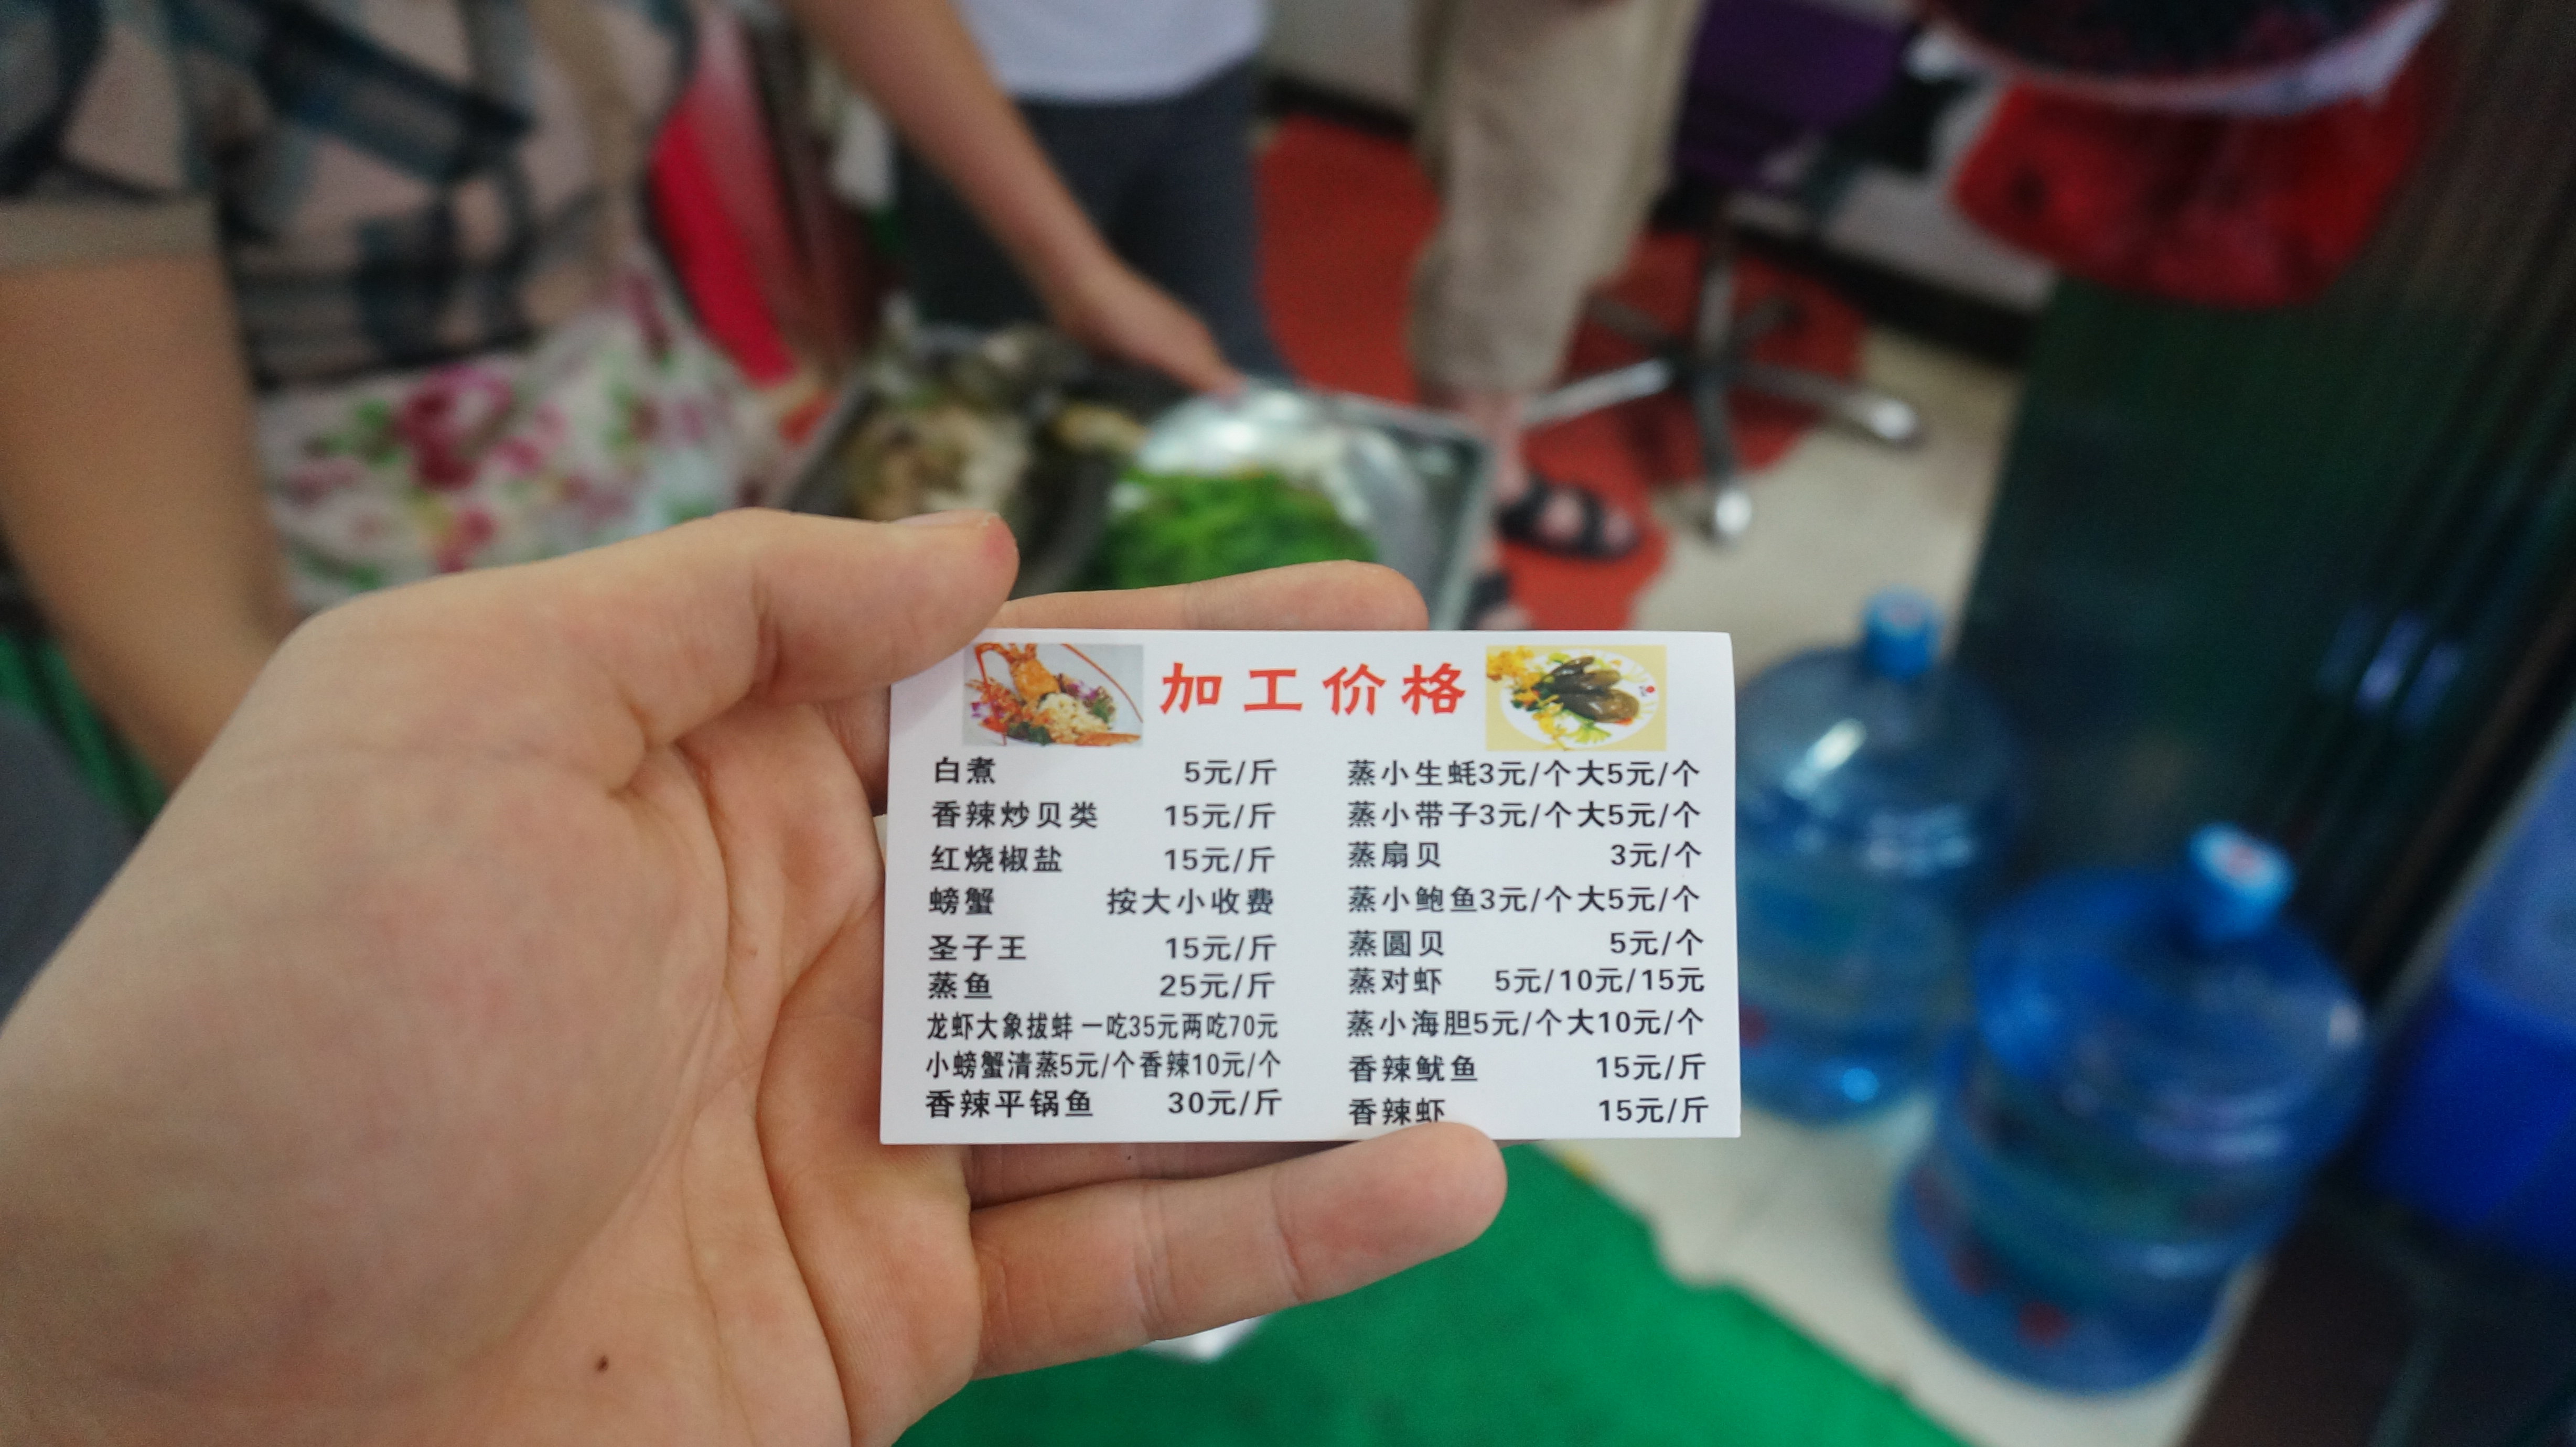 加工价格
白煮 5元/斤
香辣炒贝类 15元/斤
红烧椒盐 15元/斤
螃蟹 按大小收费
圣子王 15元/斤
蒸鱼 25元/斤
龙虾大象拔蚌 一吃35元两吃70元
小螃蟹清蒸5元/个香辣10元/个
香辣平锅鱼 30元/斤
蒸小生蚝3元/个大5元/个
蒸小带子3元/个大5元/个
蒸扇贝 3元/个
蒸小鲍鱼3元/个大5元/个
蒸圆贝 5元/个
蒸对虾 5元/10元/15元
蒸小海胆5元/个大10元/个
香辣鱿鱼 15元/斤
香辣虾 15元/斤